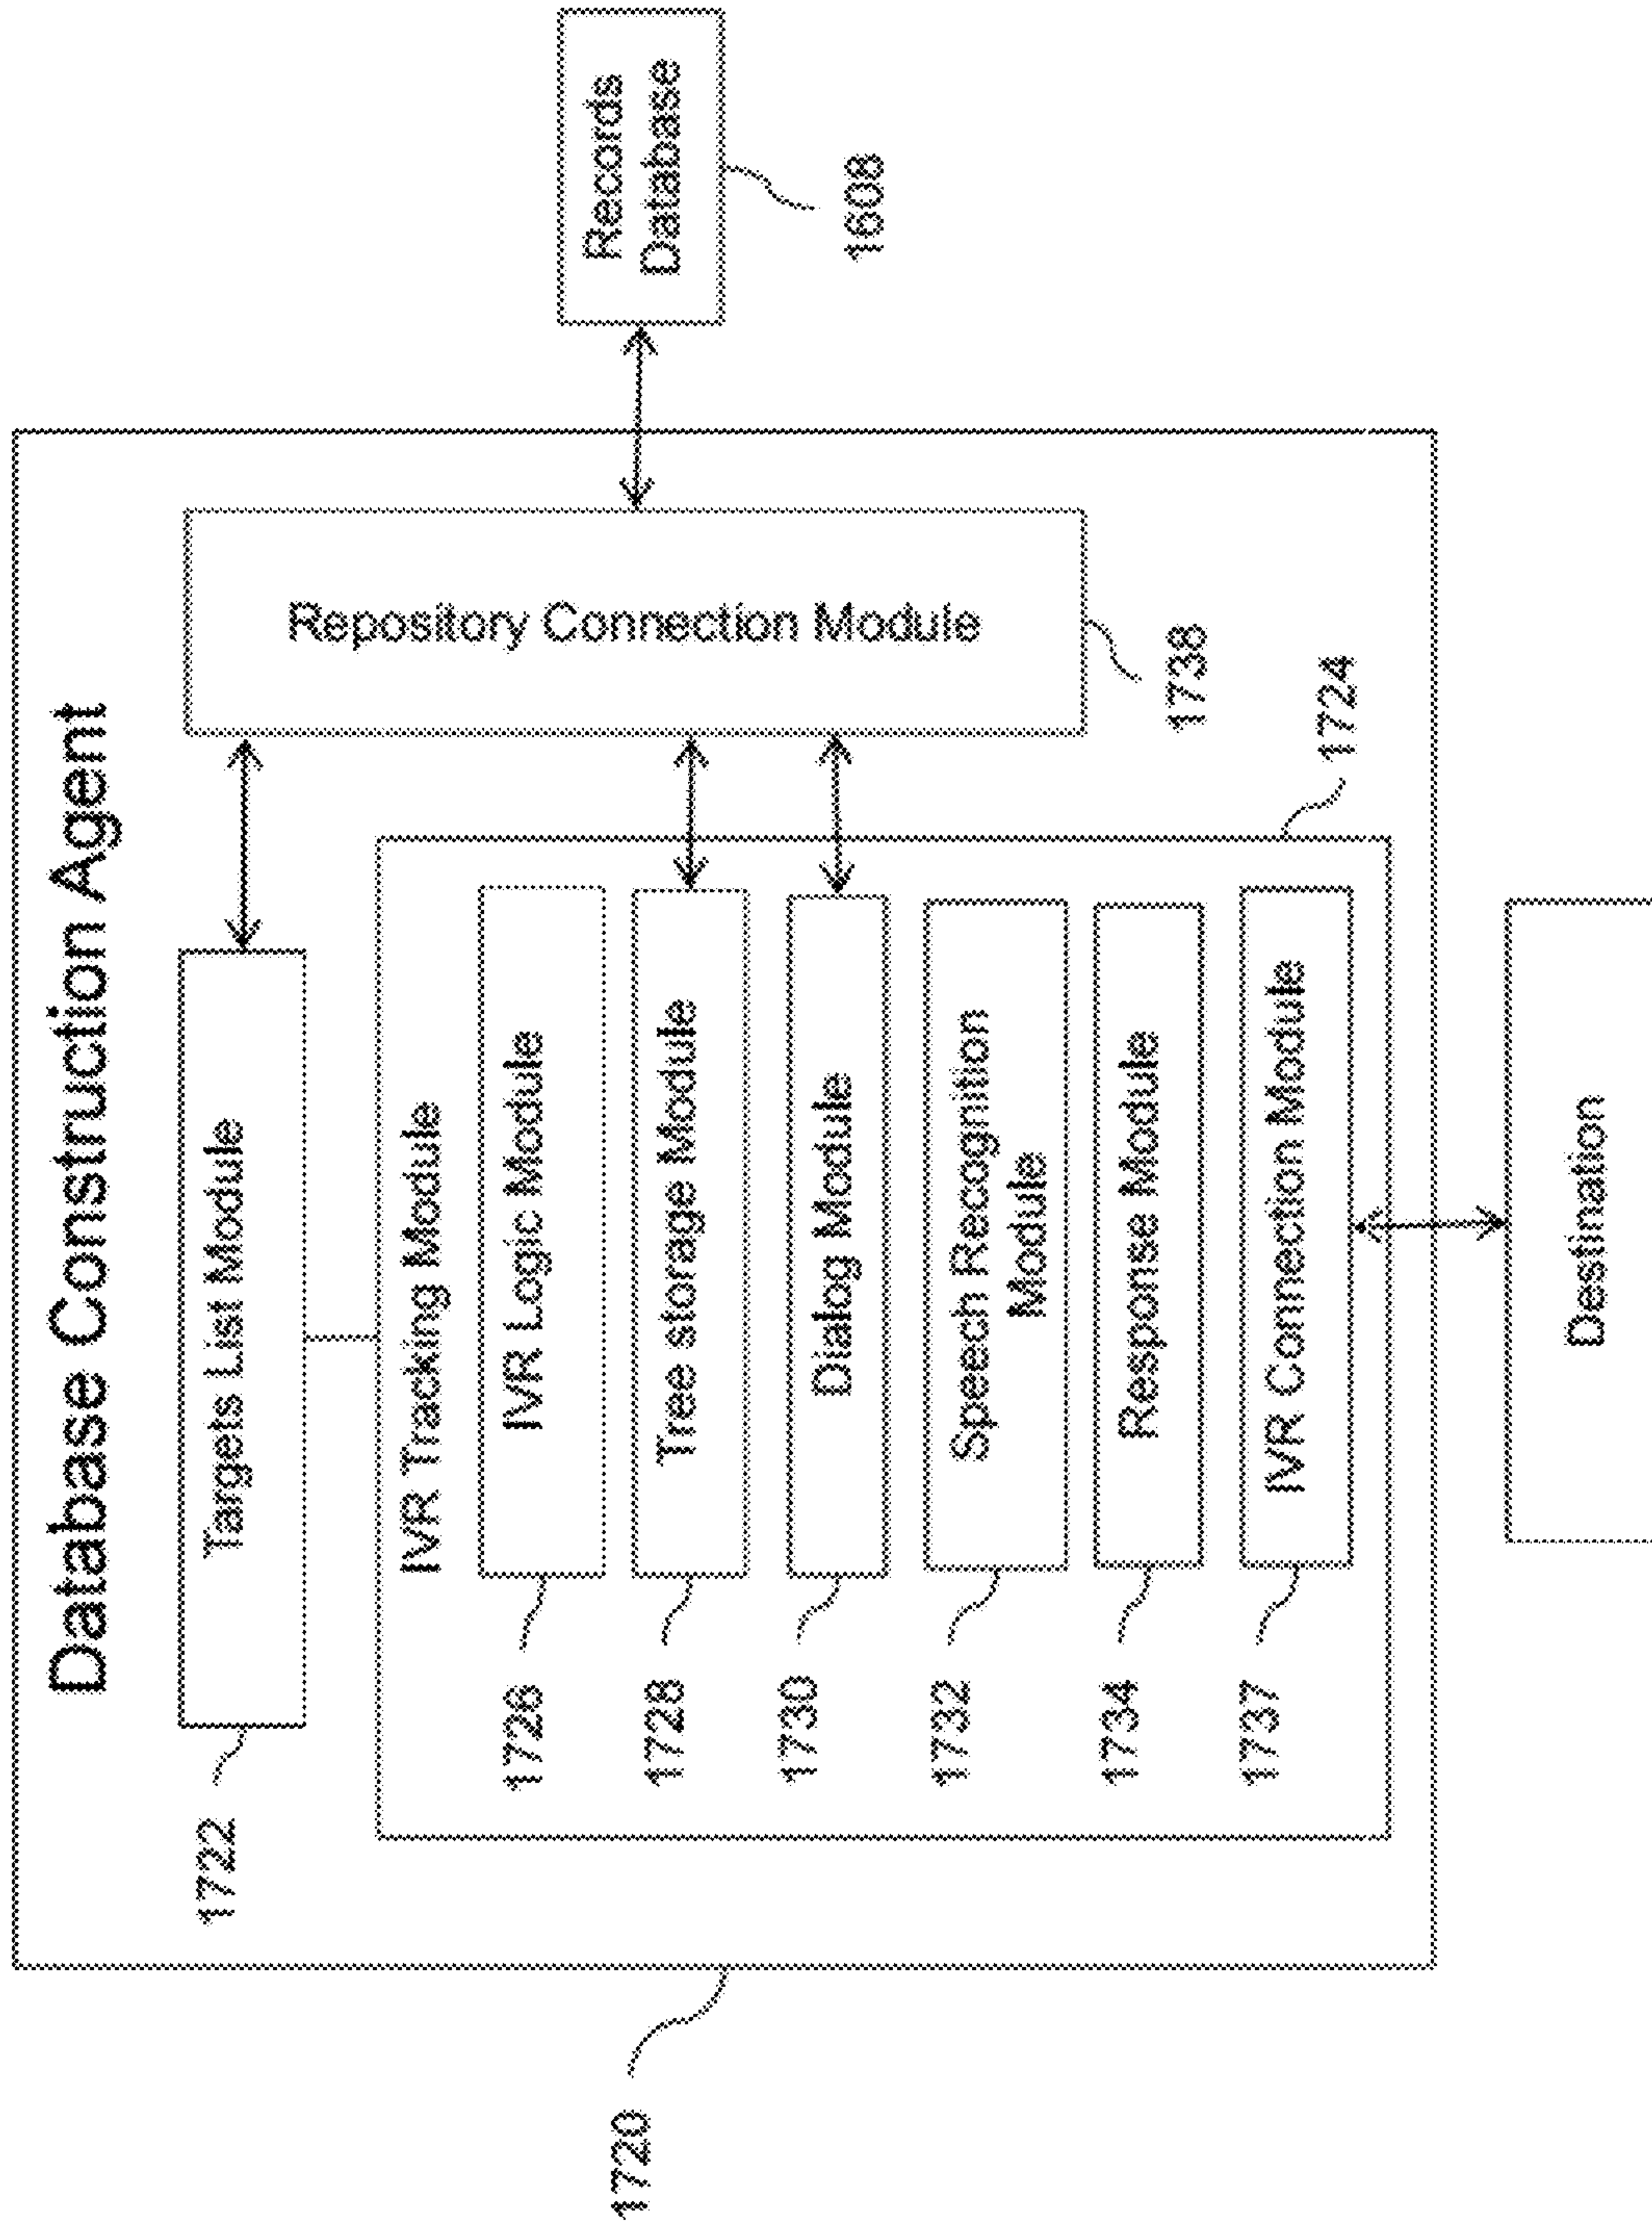 Database Construction Agent
1722
Targets List Module
IVR Tracking Module
1726
IVR Logic Module
1728
Tree storage Module
1730
Dialog Module
1732
Speech Recognition
Module
1734
Response Module
1737
IVR Connection Module
1724
Repository Connection Module
1738
Records
Database
1608
1720
Destination